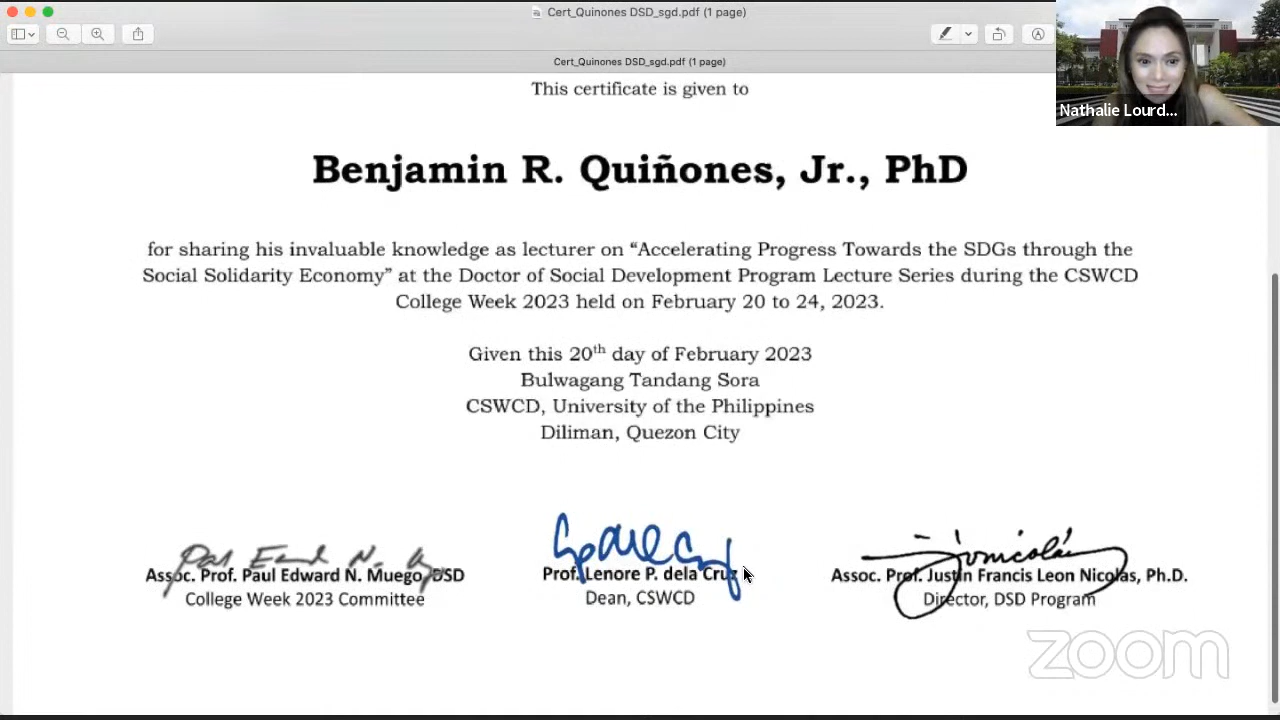 Cert_Quinones DSD_sgd.pdf (1 page)
Cert_Quinones DSD_sgd.pdf (1 page)
Nathalie Lourd...
This certificate is given to
Benjamin R. Quiñones, Jr., PhD
for sharing his invaluable knowledge as lecturer on “Accelerating Progress Towards the SDGs through the
Social Solidarity Economy” at the Doctor of Social Development Program Lecture Series during the CSWCD
College Week 2023 held on February 20 to 24, 2023.
Given this 20th day of February 2023
Bulwagang Tandang Sora
CSWCD, University of the Philippines
Diliman, Quezon City
Assoc. Prof. Paul Edward N. Muego, DSD
College Week 2023 Committee
Prof. Lenore P. dela Cruz
Dean, CSWCD
Assoc. Prof. Justin Francis Leon Nicolas, Ph.D.
Director, DSD Program
zoom